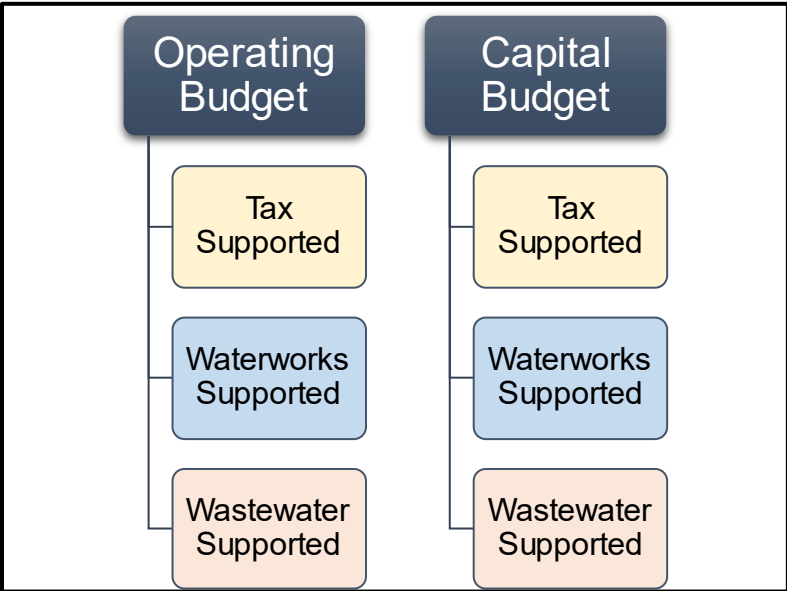 Operating
Budget
Tax
Supported
Waterworks
Supported
Wastewater
Supported
Capital
Budget
Tax
Supported
Waterworks
Supported
Wastewater
Supported